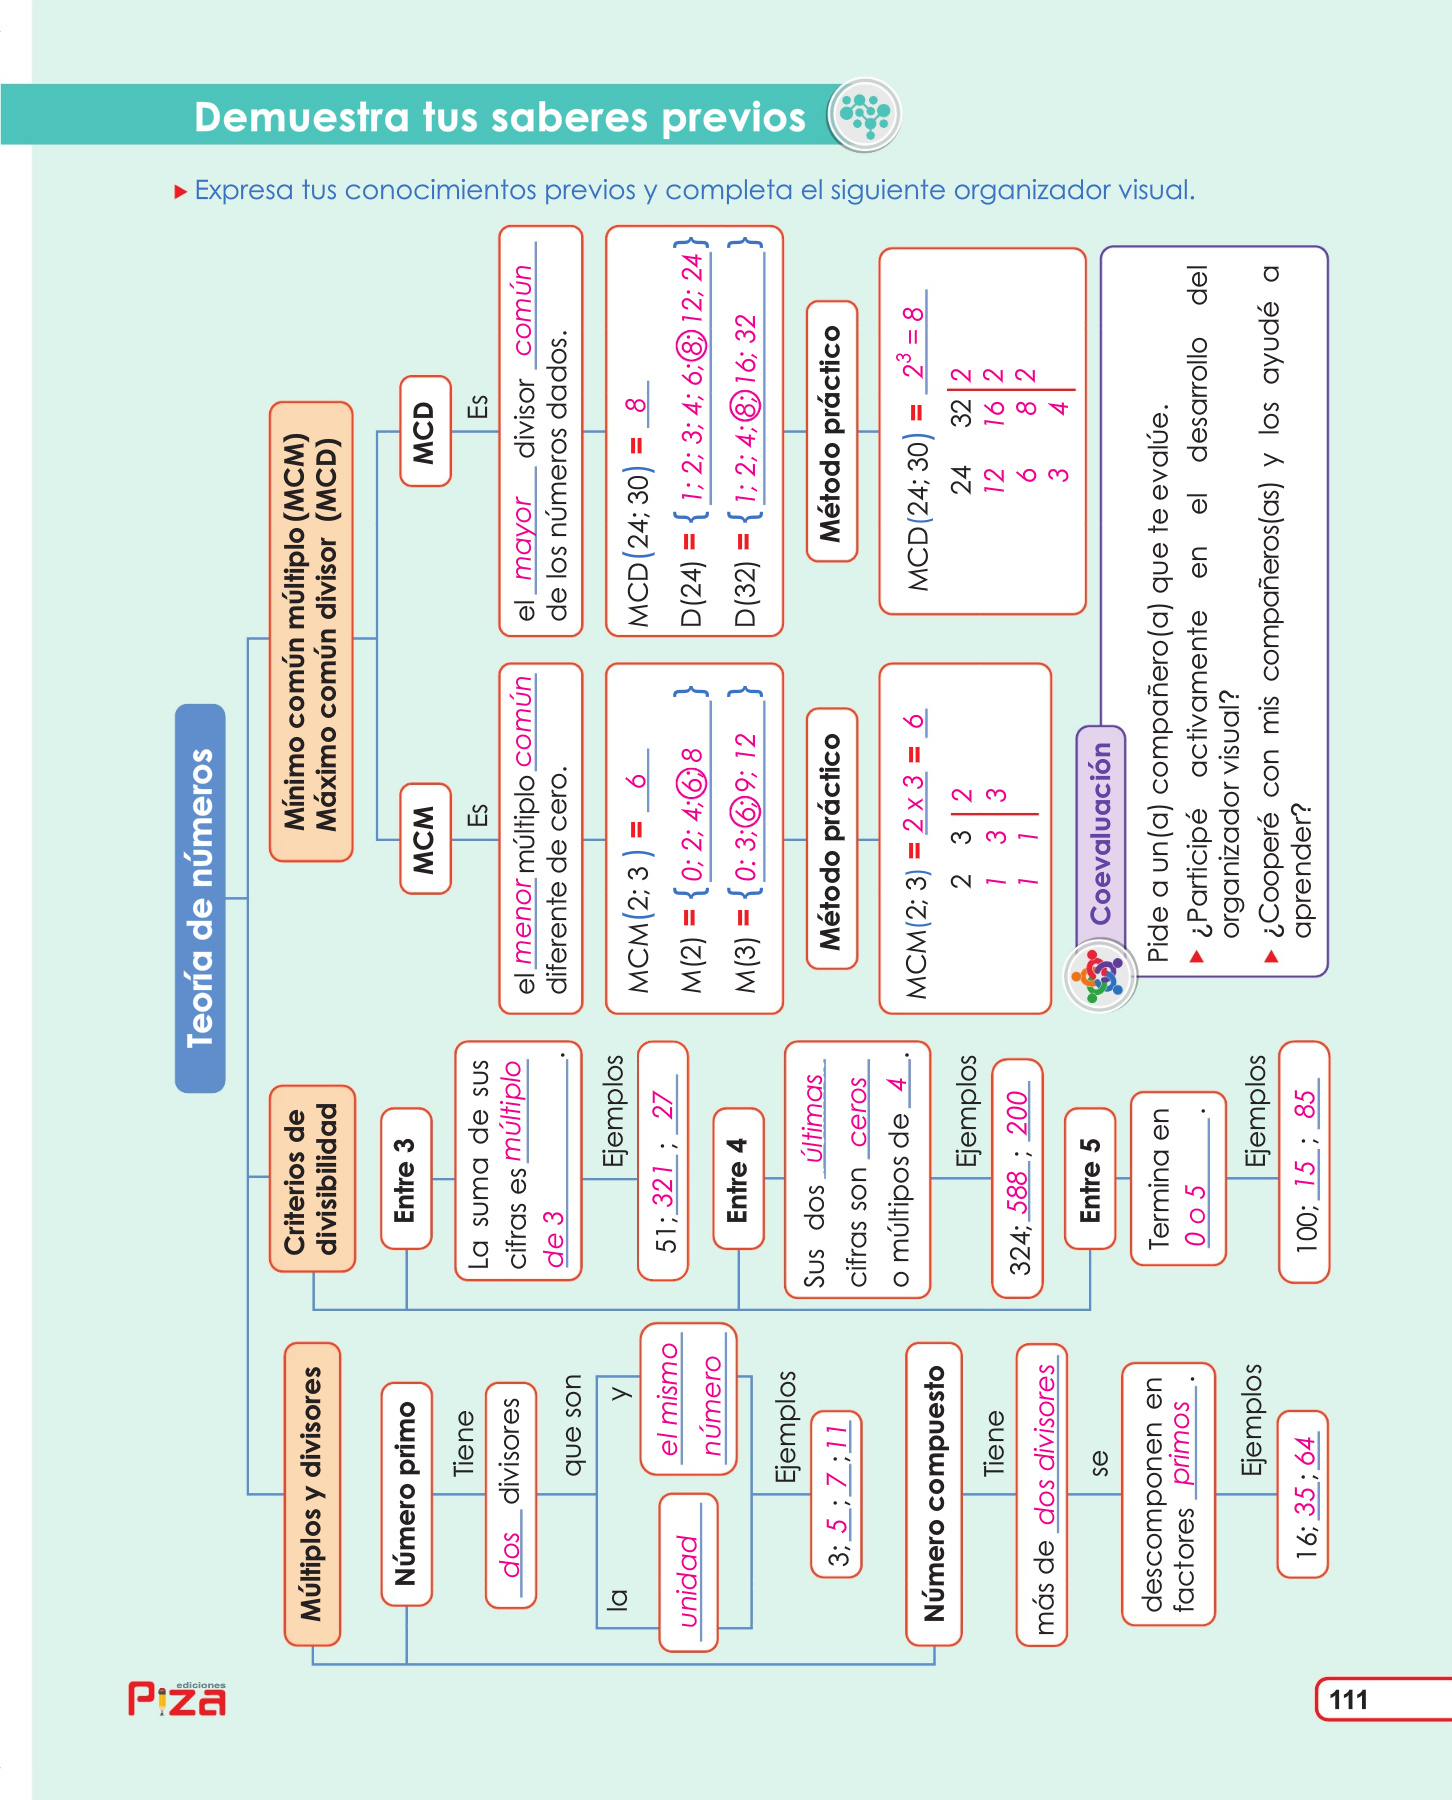 Demuestra tus saberes previos
▶ Expresa tus conocimientos previos y completa el siguiente organizador visual.
Teoría de números
Múltiplos y divisores
Número primo
Tiene
dos divisores
que son
la
y
unidad
el mismo
número
Ejemplos
3; 5 ; 7 ; 11
Número compuesto
Tiene
más de dos divisores
se
descomponen en
factores primos .
Ejemplos
16; 35 ; 64
Criterios de
divisibilidad
Entre 3
La suma de sus
cifras es múltiplo
de 3 .
Ejemplos
51; 321 ; 27
Entre 4
Sus dos últimas
cifras son ceros
o múltipos de 4 .
Ejemplos
324; 588 ; 200
Entre 5
Termina en
0 o 5 .
Ejemplos
100; 15 ; 85
Mínimo común múltiplo (MCM)
Máximo común divisor (MCD)
MCM
Es
el menor múltiplo común
diferente de cero.
MCM(2; 3 ) = 6
M(2) = { 0; 2; 4; 6; 8 }
M(3) = { 0: 3; 6; 9; 12 }
Método práctico
MCM(2; 3) = 2 x 3 = 6
2 3 2
1 3 3
1 1
MCD
Es
el mayor divisor común
de los números dados.
MCD (24; 30) = 8
D(24) = { 1; 2; 3; 4; 6; 8; 12; 24 }
D(32) = { 1; 2; 4; 8; 16; 32 }
Método práctico
MCD(24; 30) = 2³ = 8
24 32 2
12 16 2
6 8 2
3 4
Coevaluación
Pide a un(a) compañero(a) que te evalúe.
▶ ¿Participé activamente en el desarrollo del
organizador visual?
▶ ¿Cooperé con mis compañeros(as) y los ayudé a
aprender?
ediciones
Piza
111